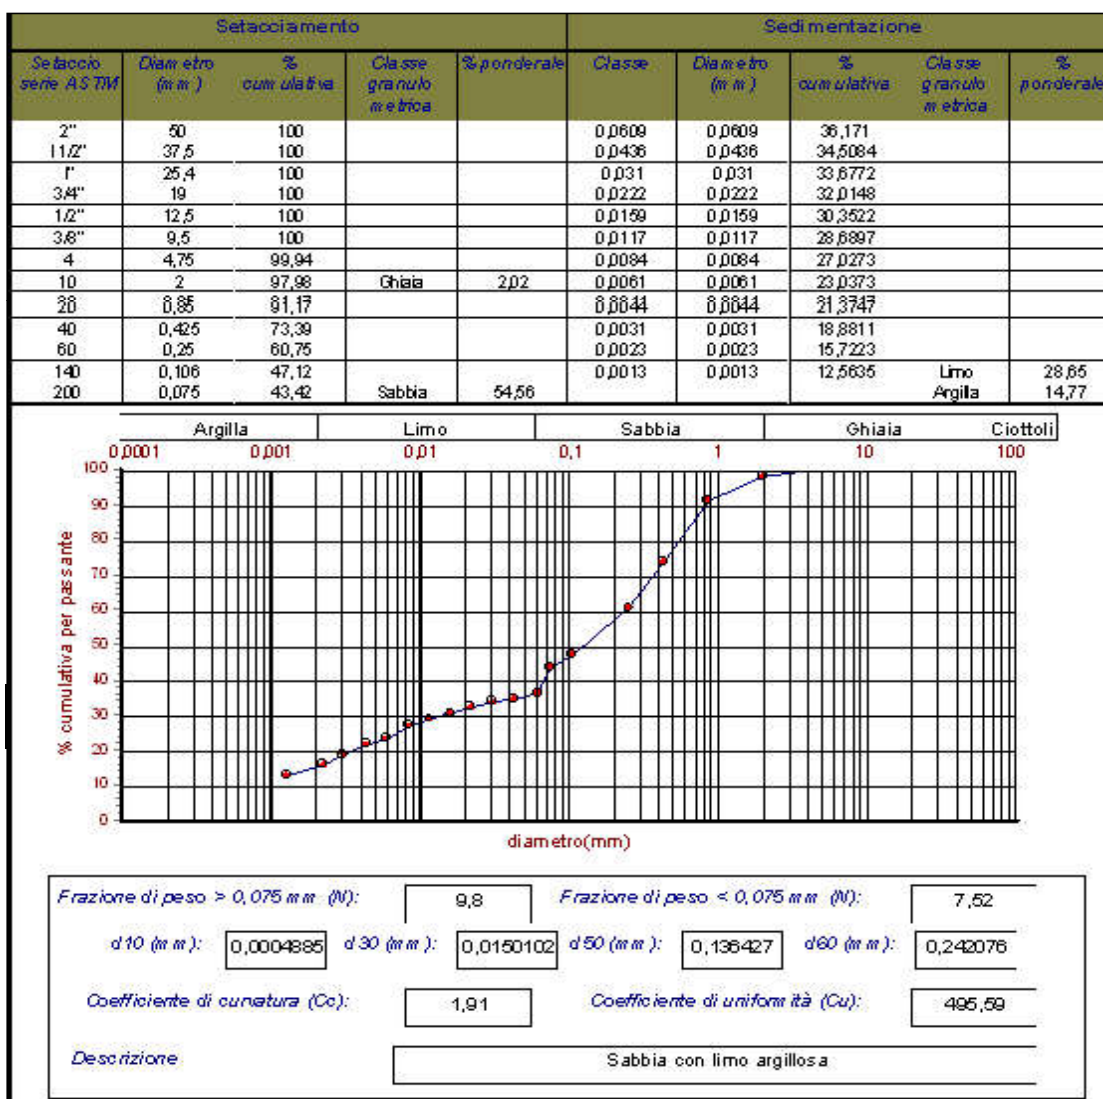 Setacciamento Sedimentazione
Setaccio serie ASTM Diametro (mm) % cumulativa Classe granulo metrica % ponderale Classe Diametro (mm) % cumulativa Classe granulo metrica % ponderale
2" 50 100 0,0609 0,0609 36,171
1 1/2" 37,5 100 0,0436 0,0436 34,5084
1" 25,4 100 0,031 0,031 33,6772
3/4" 19 100 0,0222 0,0222 32,0148
1/2" 12,5 100 0,0159 0,0159 30,3522
3/8" 9,5 100 0,0117 0,0117 28,6897
4 4,75 99,94 0,0084 0,0084 27,0273
10 2 97,98 Ghiaia 2,02 0,0061 0,0061 23,0373
20 0,85 91,17 0,0044 0,0044 21,3747
40 0,425 73,39 0,0031 0,0031 18,8811
60 0,25 60,75 0,0023 0,0023 15,7223
140 0,106 47,12 0,0013 0,0013 12,5635 Limo 28,65
200 0,075 43,42 Sabbia 54,56 Argilla 14,77
Argilla Limo Sabbia Ghiaia Ciottoli
0,0001 0,001 0,01 0,1 1 10 100
100
90
80
70
60
50
40
30
20
10
0
% cumulativa per passante
diametro(mm)
Frazione di peso > 0,075 mm (N): 9,8 Frazione di peso < 0,075 mm (N): 7,52
d10 (mm): 0,0004885 d30 (mm): 0,0150102 d50 (mm): 0,136427 d60 (mm): 0,242076
Coefficiente di curvatura (Cc): 1,91 Coefficiente di uniformità (Cu): 495,59
Descrizione Sabbia con limo argillosa